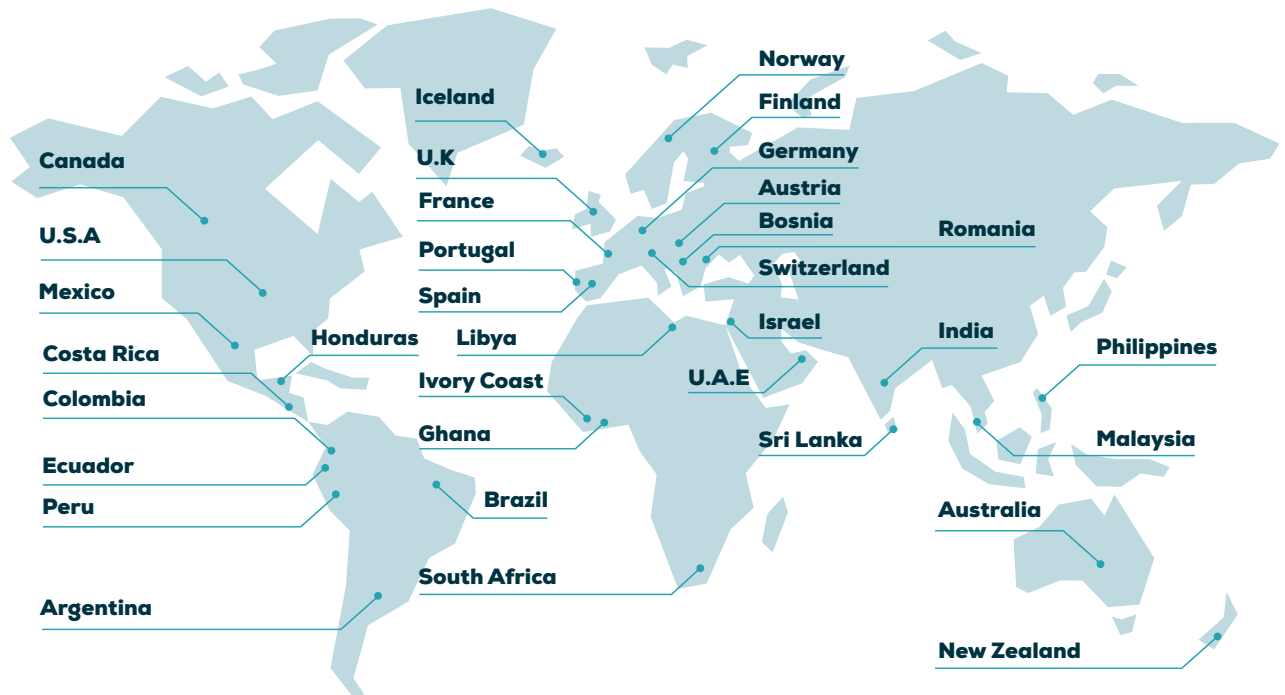 Norway
Iceland
Finland
Canada
U.K
Germany
France
Austria
U.S.A
Bosnia
Romania
Portugal
Switzerland
Mexico
Spain
Honduras
Libya
Israel
India
Costa Rica
Philippines
Ivory Coast
U.A.E
Colombia
Ghana
Sri Lanka
Malaysia
Ecuador
Peru
Brazil
Australia
South Africa
Argentina
New Zealand